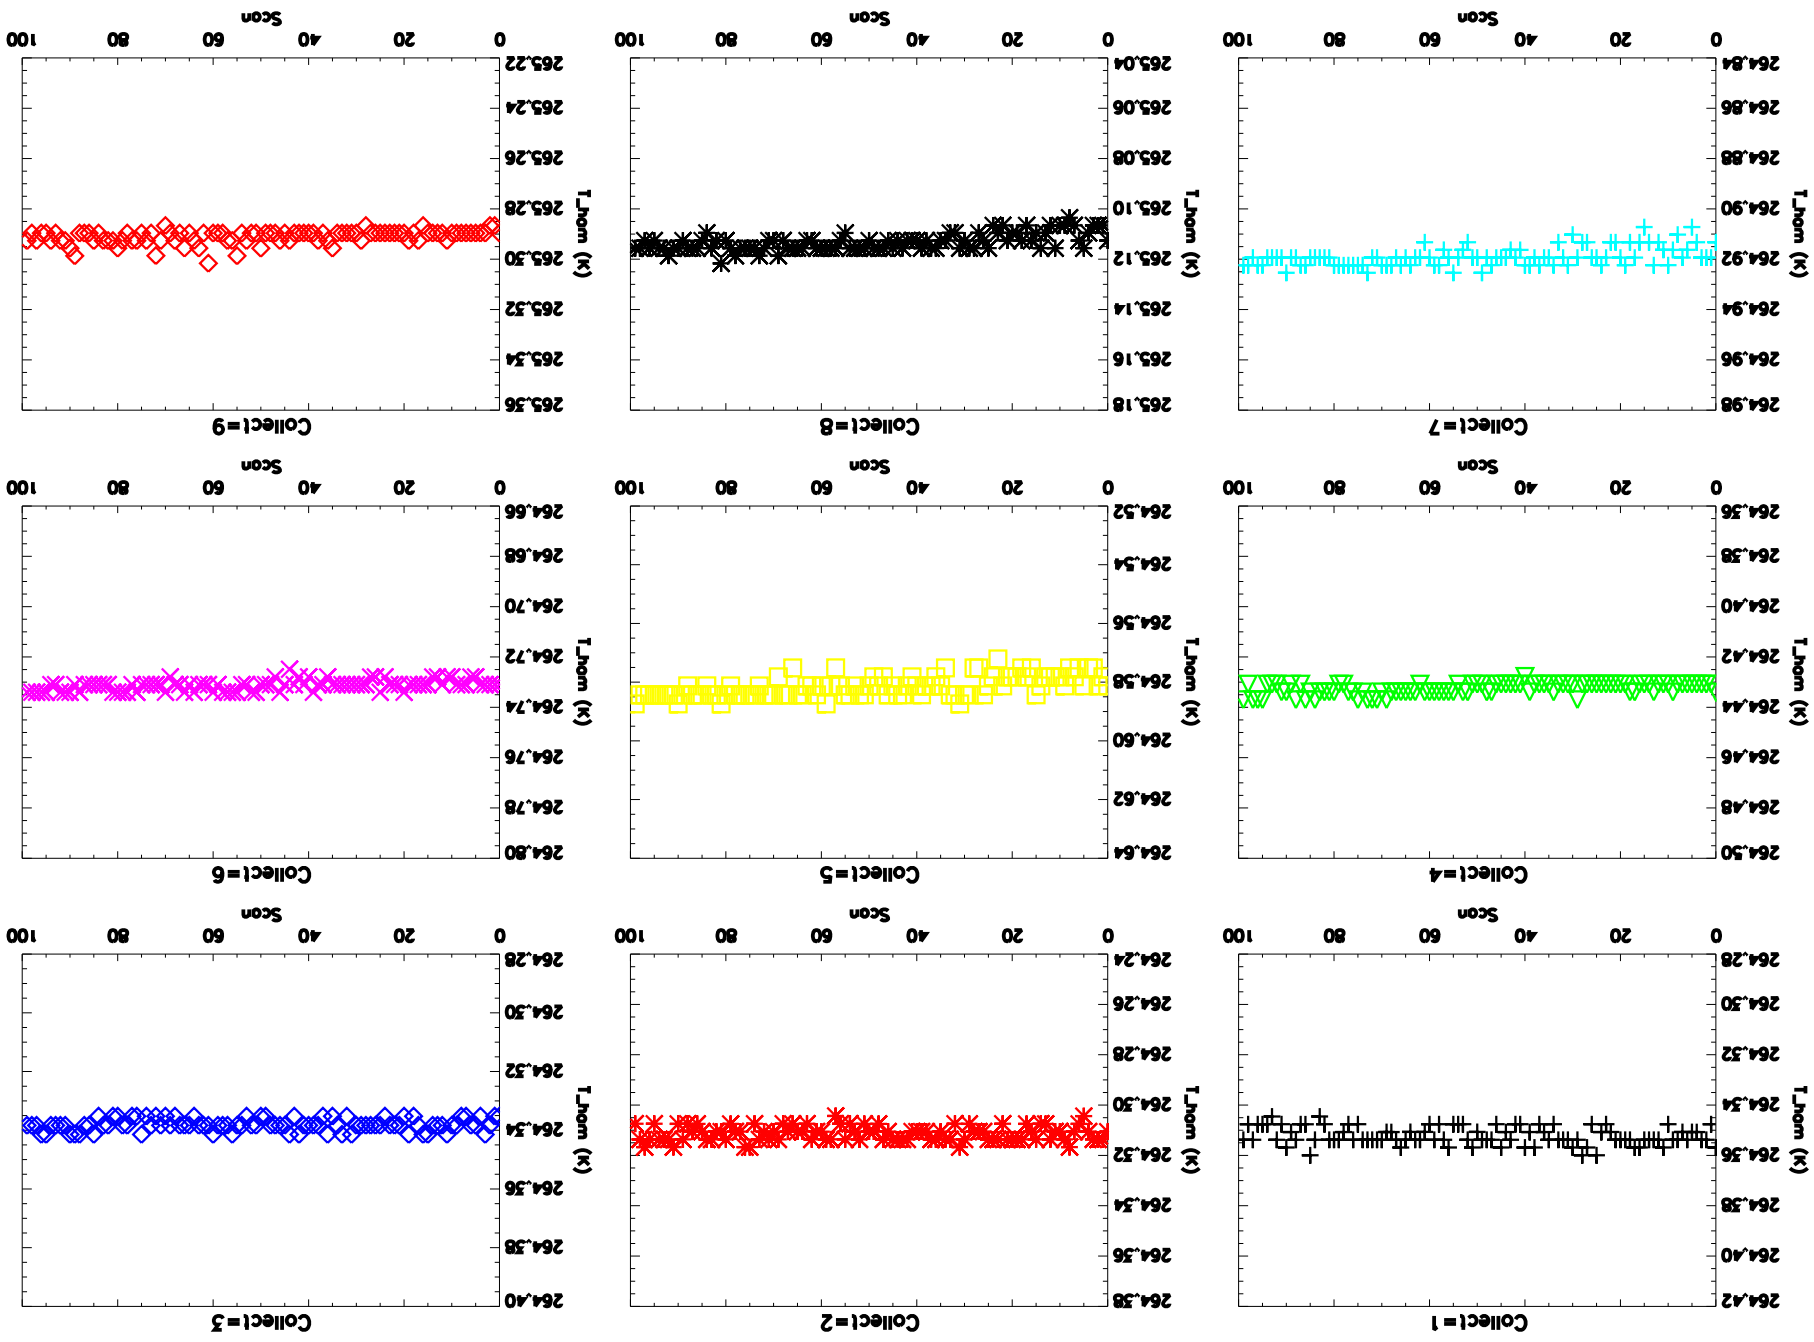 Collect=1
T_hom (K)
264.42
264.40
264.38
264.36
264.34
264.32
264.30
264.28
0 20 40 60 80 100
Scan
Collect=2
T_hom (K)
264.38
264.36
264.34
264.32
264.30
264.28
264.26
264.24
0 20 40 60 80 100
Scan
Collect=3
T_hom (K)
264.40
264.38
264.36
264.34
264.32
264.30
264.28
0 20 40 60 80 100
Scan
Collect=4
T_hom (K)
264.50
264.48
264.46
264.44
264.42
264.40
264.38
264.36
0 20 40 60 80 100
Scan
Collect=5
T_hom (K)
264.64
264.62
264.60
264.58
264.56
264.54
264.52
0 20 40 60 80 100
Scan
Collect=6
T_hom (K)
264.80
264.78
264.76
264.74
264.72
264.70
264.68
264.66
0 20 40 60 80 100
Scan
Collect=7
T_hom (K)
264.98
264.96
264.94
264.92
264.90
264.88
264.86
264.84
0 20 40 60 80 100
Scan
Collect=8
T_hom (K)
265.18
265.16
265.14
265.12
265.10
265.08
265.06
265.04
0 20 40 60 80 100
Scan
Collect=9
T_hom (K)
265.36
265.34
265.32
265.30
265.28
265.26
265.24
265.22
0 20 40 60 80 100
Scan